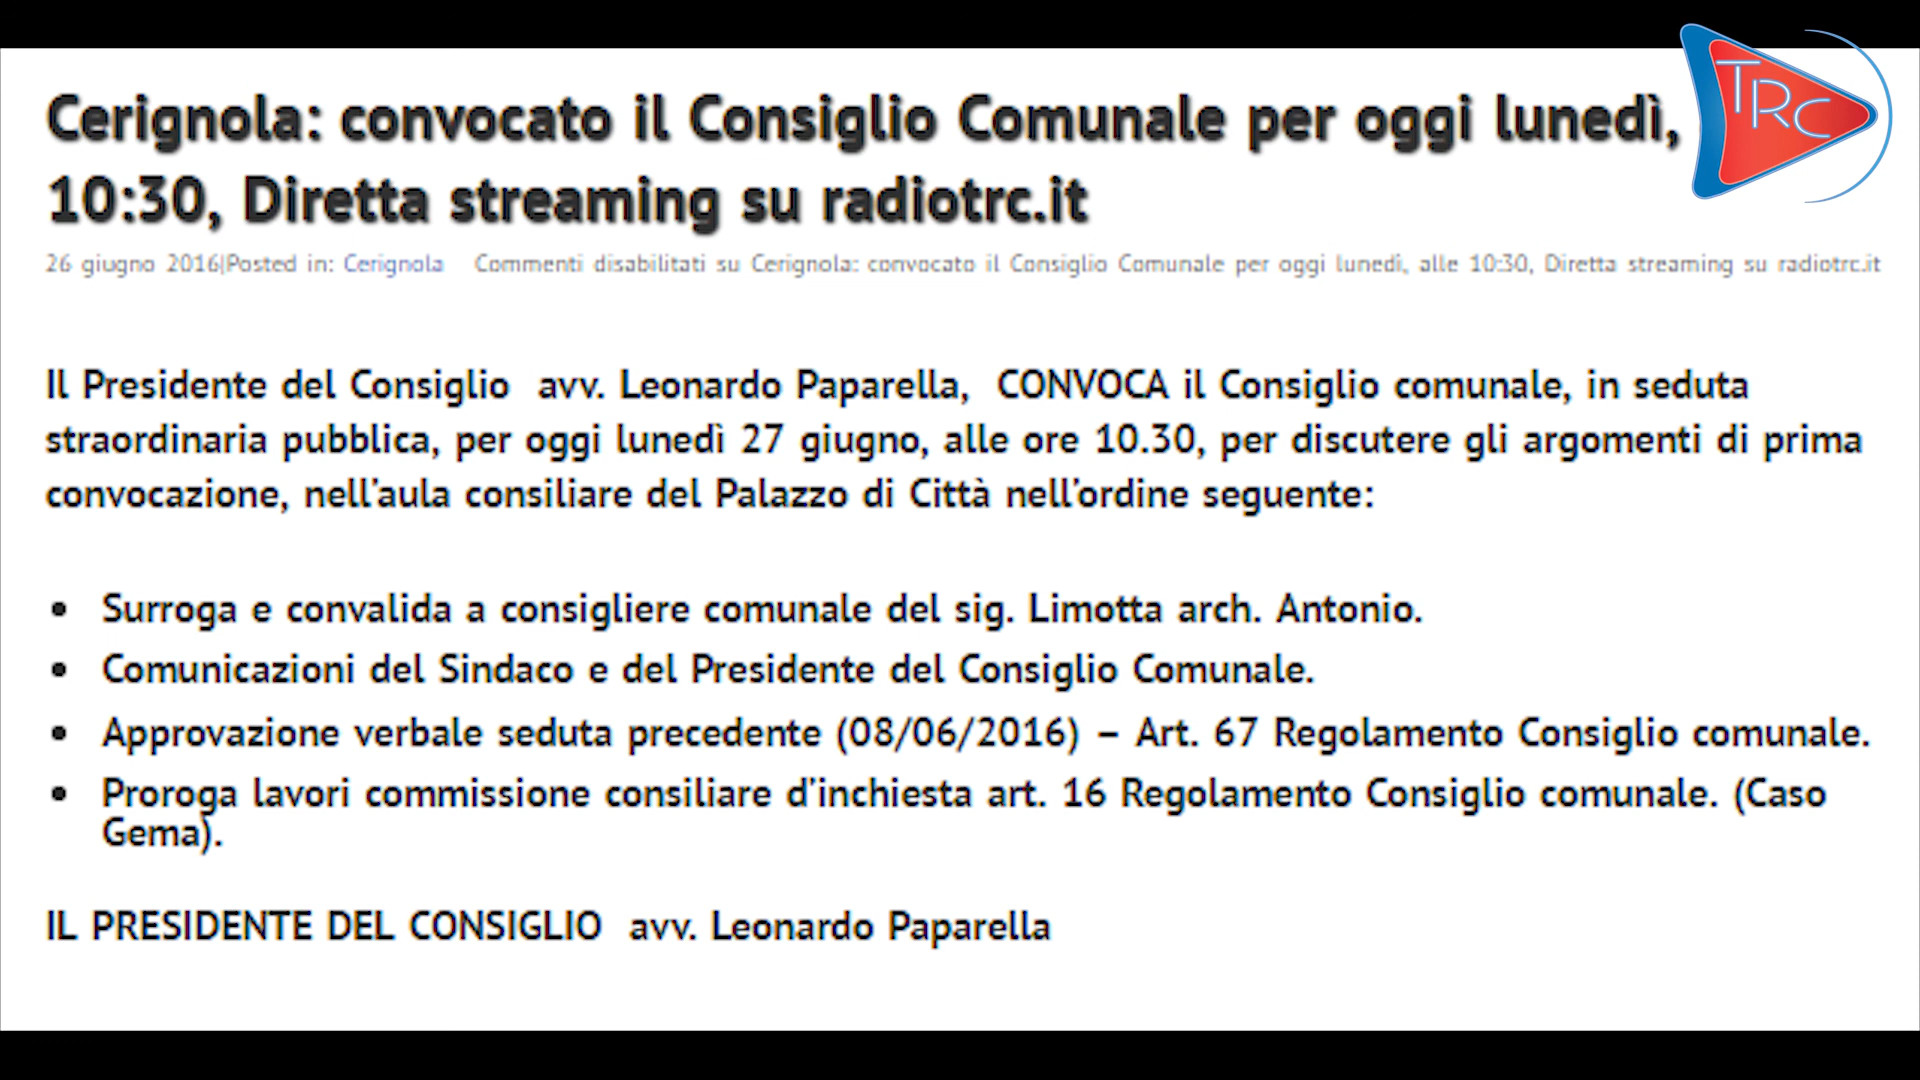 TRC
Cerignola: convocato il Consiglio Comunale per oggi lunedì,
10:30, Diretta streaming su radiotrc.it
26 giugno 2016|Posted in: Cerignola Commenti disabilitati su Cerignola: convocato il Consiglio Comunale per oggi lunedì, alle 10:30, Diretta streaming su radiotrc.it
Il Presidente del Consiglio avv. Leonardo Paparella, CONVOCA il Consiglio comunale, in seduta
straordinaria pubblica, per oggi lunedì 27 giugno, alle ore 10.30, per discutere gli argomenti di prima
convocazione, nell'aula consiliare del Palazzo di Città nell'ordine seguente:
• Surroga e convalida a consigliere comunale del sig. Limotta arch. Antonio.
• Comunicazioni del Sindaco e del Presidente del Consiglio Comunale.
• Approvazione verbale seduta precedente (08/06/2016) – Art. 67 Regolamento Consiglio comunale.
• Proroga lavori commissione consiliare d'inchiesta art. 16 Regolamento Consiglio comunale. (Caso
Gema).
IL PRESIDENTE DEL CONSIGLIO avv. Leonardo Paparella